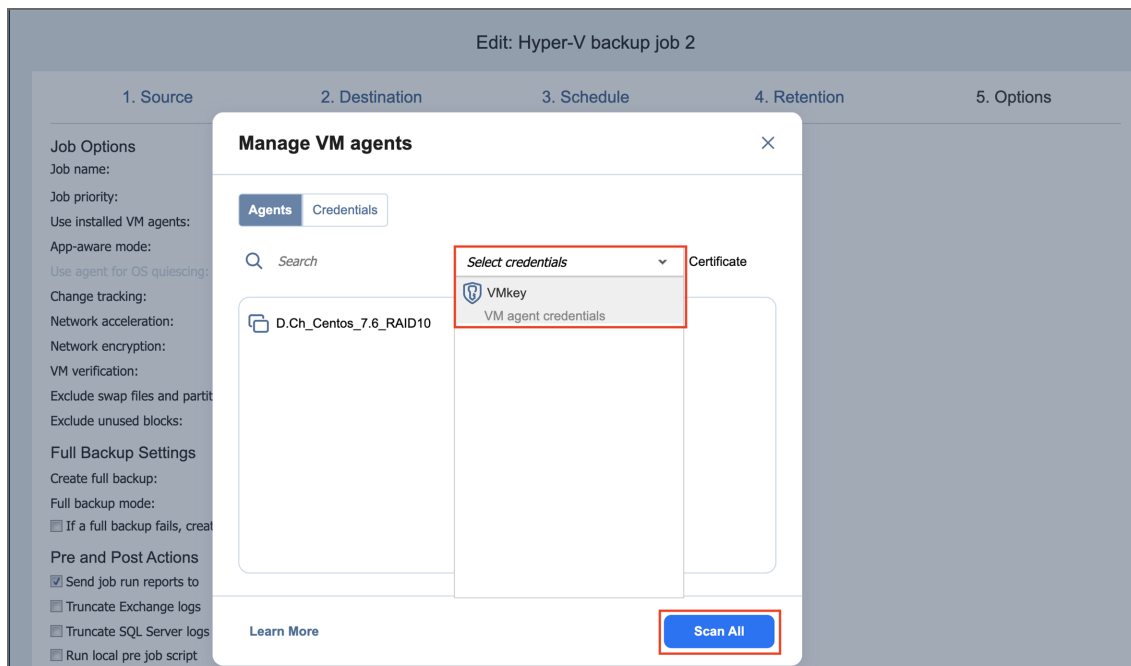 Edit: Hyper-V backup job 2
1. Source 2. Destination 3. Schedule 4. Retention 5. Options
Job Options
Job name:
Job priority:
Use installed VM agents:
App-aware mode:
Use agent for OS quiescing:
Change tracking:
Network acceleration:
Network encryption:
VM verification:
Exclude swap files and partit
Exclude unused blocks:
Full Backup Settings
Create full backup:
Full backup mode:
If a full backup fails, creat
Pre and Post Actions
Send job run reports to
Truncate Exchange logs
Truncate SQL Server logs
Run local pre job script
Manage VM agents
Agents Credentials
Search Select credentials Certificate
VMkey
VM agent credentials
D.Ch_Centos_7.6_RAID10
Learn More Scan All